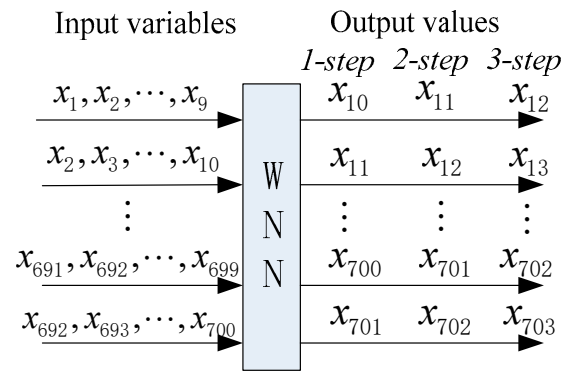 Input variables Output values
1-step 2-step 3-step
x₁, x₂, ⋯, x₉ x₁₀ x₁₁ x₁₂
x₂, x₃, ⋯, x₁₀ x₁₁ x₁₂ x₁₃
W
N
N
⋮ ⋮ ⋮ ⋮
x₆₉₁, x₆₉₂, ⋯, x₆₉₉ x₇₀₀ x₇₀₁ x₇₀₂
x₆₉₂, x₆₉₃, ⋯, x₇₀₀ x₇₀₁ x₇₀₂ x₇₀₃